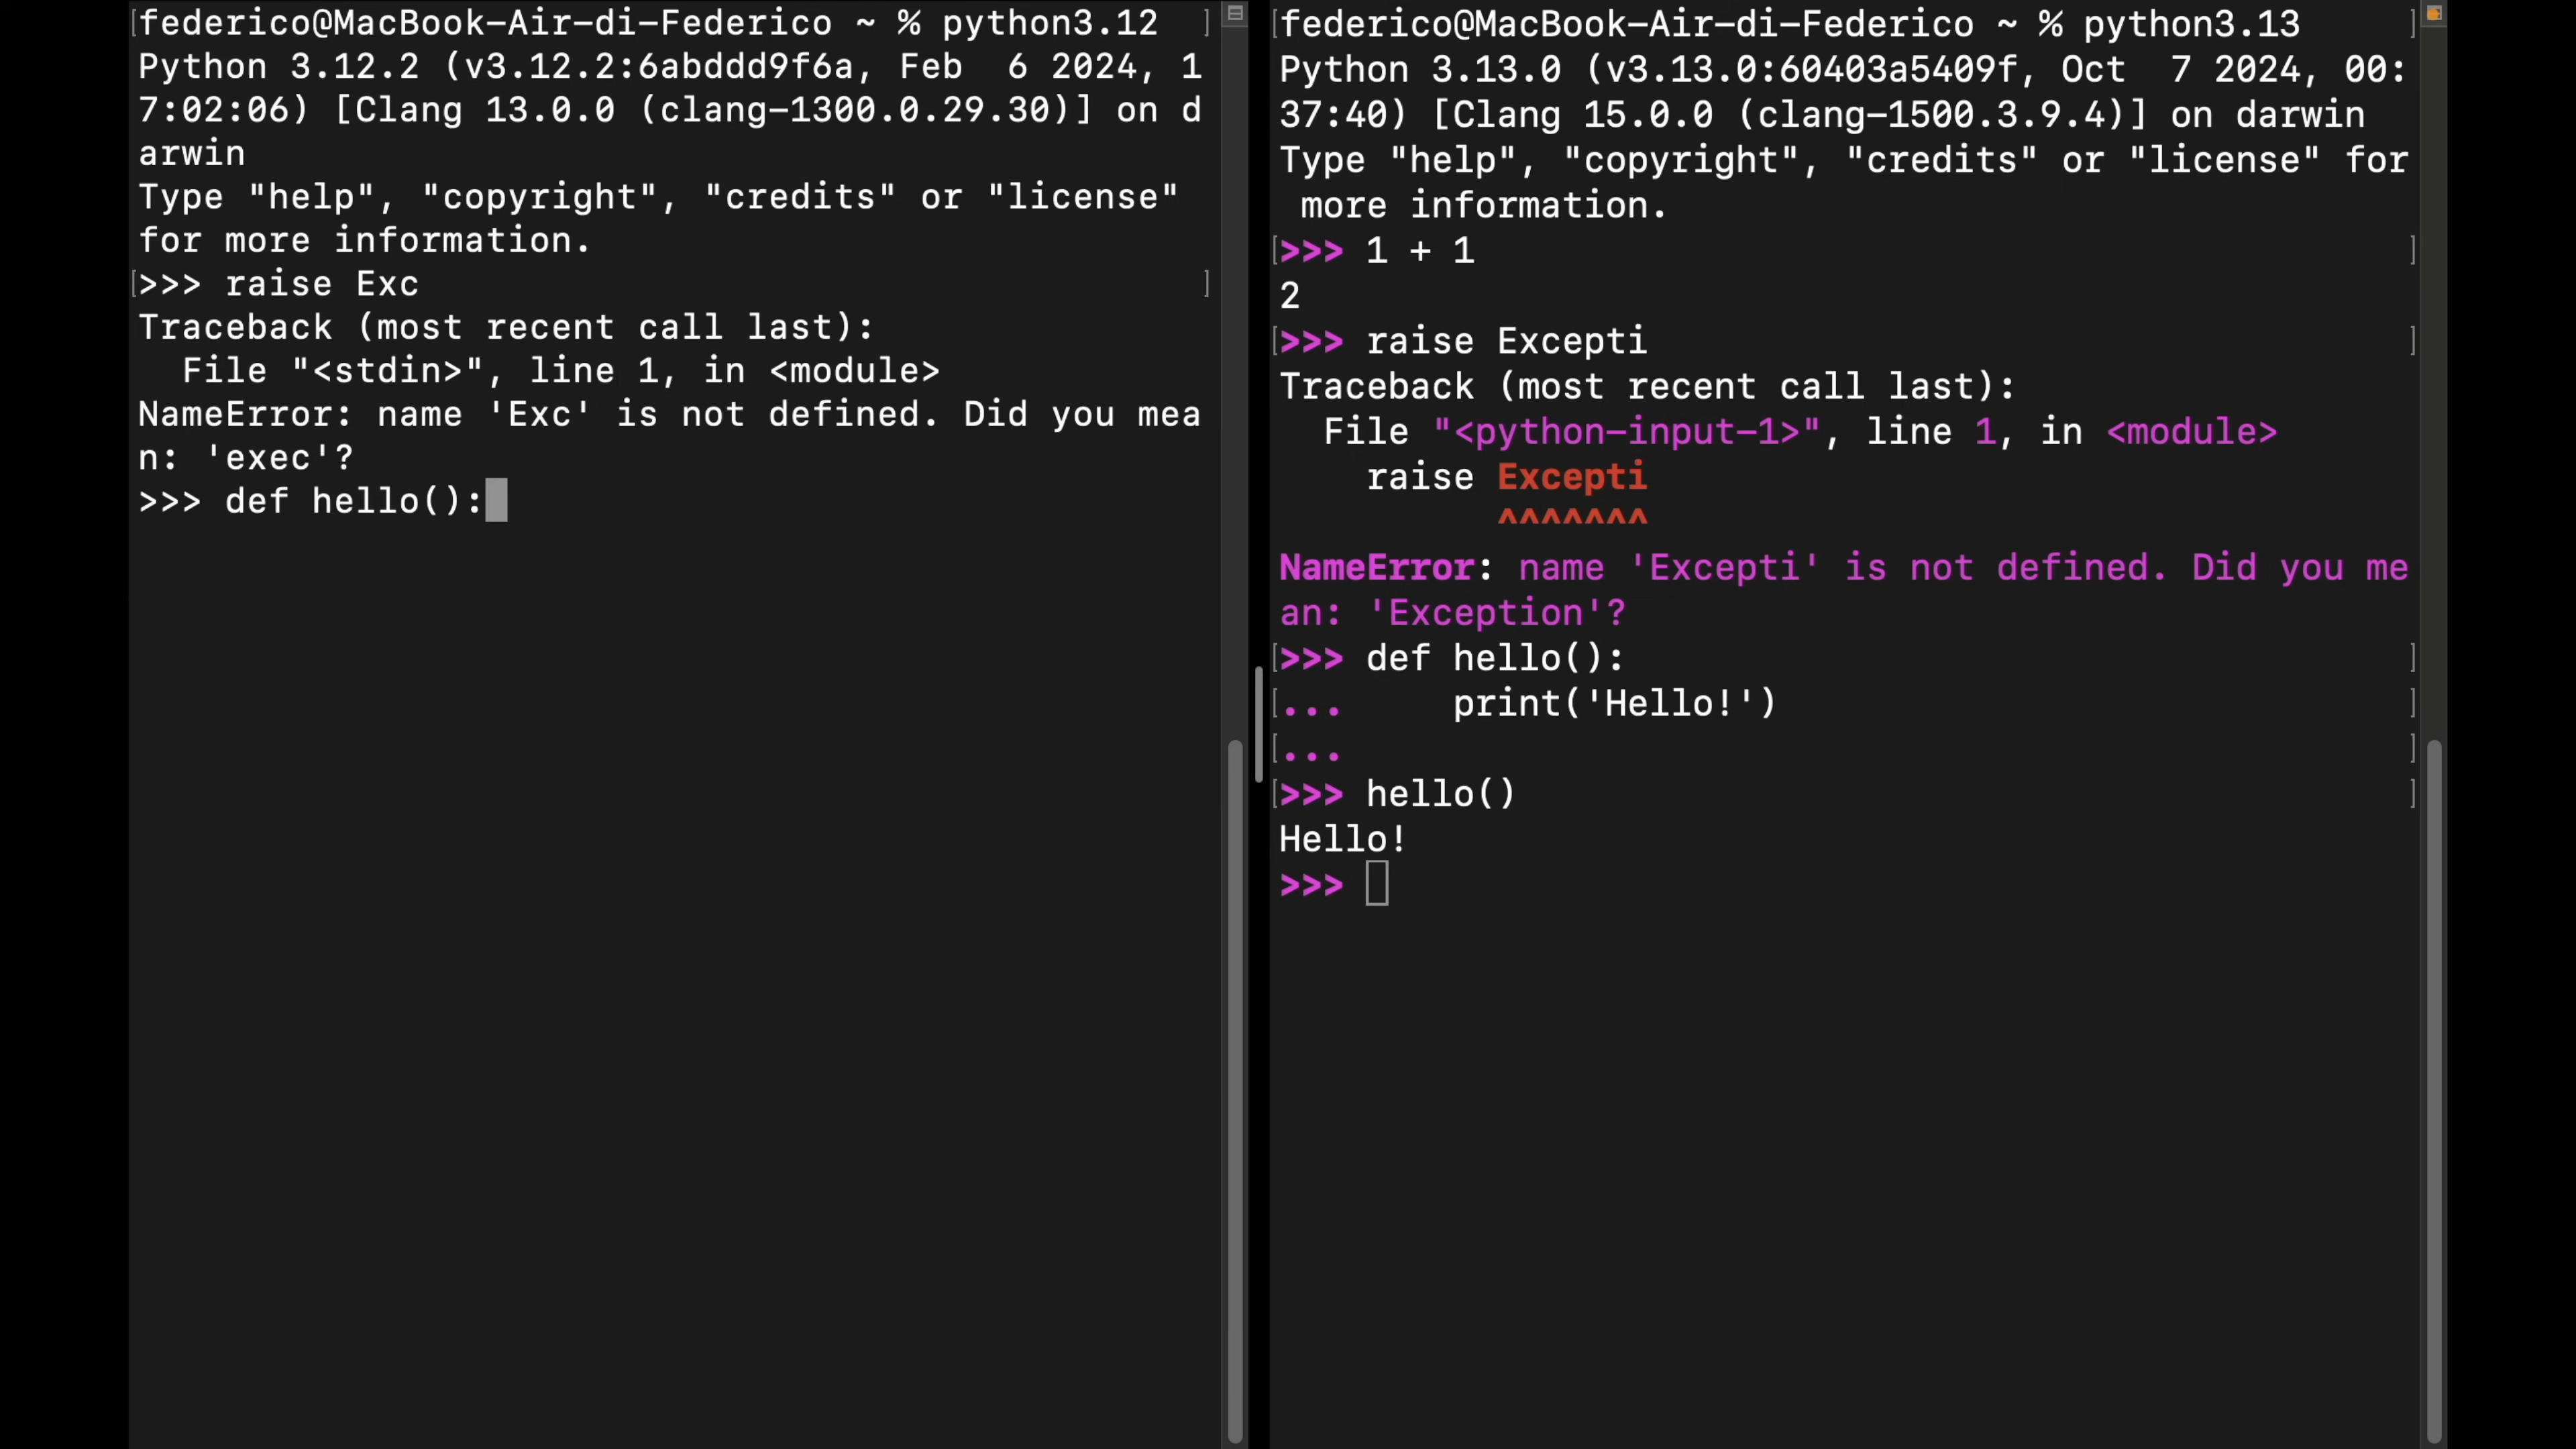 federico@MacBook-Air-di-Federico ~ % python3.12
Python 3.12.2 (v3.12.2:6abddd9f6a, Feb  6 2024, 1
7:02:06) [Clang 13.0.0 (clang-1300.0.29.30)] on d
arwin
Type "help", "copyright", "credits" or "license"
for more information.
>>> raise Exc
Traceback (most recent call last):
  File "<stdin>", line 1, in <module>
NameError: name 'Exc' is not defined. Did you mea
n: 'exec'?
>>> def hello():
federico@MacBook-Air-di-Federico ~ % python3.13
Python 3.13.0 (v3.13.0:60403a5409f, Oct  7 2024, 00:
37:40) [Clang 15.0.0 (clang-1500.3.9.4)] on darwin
Type "help", "copyright", "credits" or "license" for
 more information.
>>> 1 + 1
2
>>> raise Excepti
Traceback (most recent call last):
  File "<python-input-1>", line 1, in <module>
    raise Excepti
          ^^^^^^^
NameError: name 'Excepti' is not defined. Did you me
an: 'Exception'?
>>> def hello():
...     print('Hello!')
...
>>> hello()
Hello!
>>>